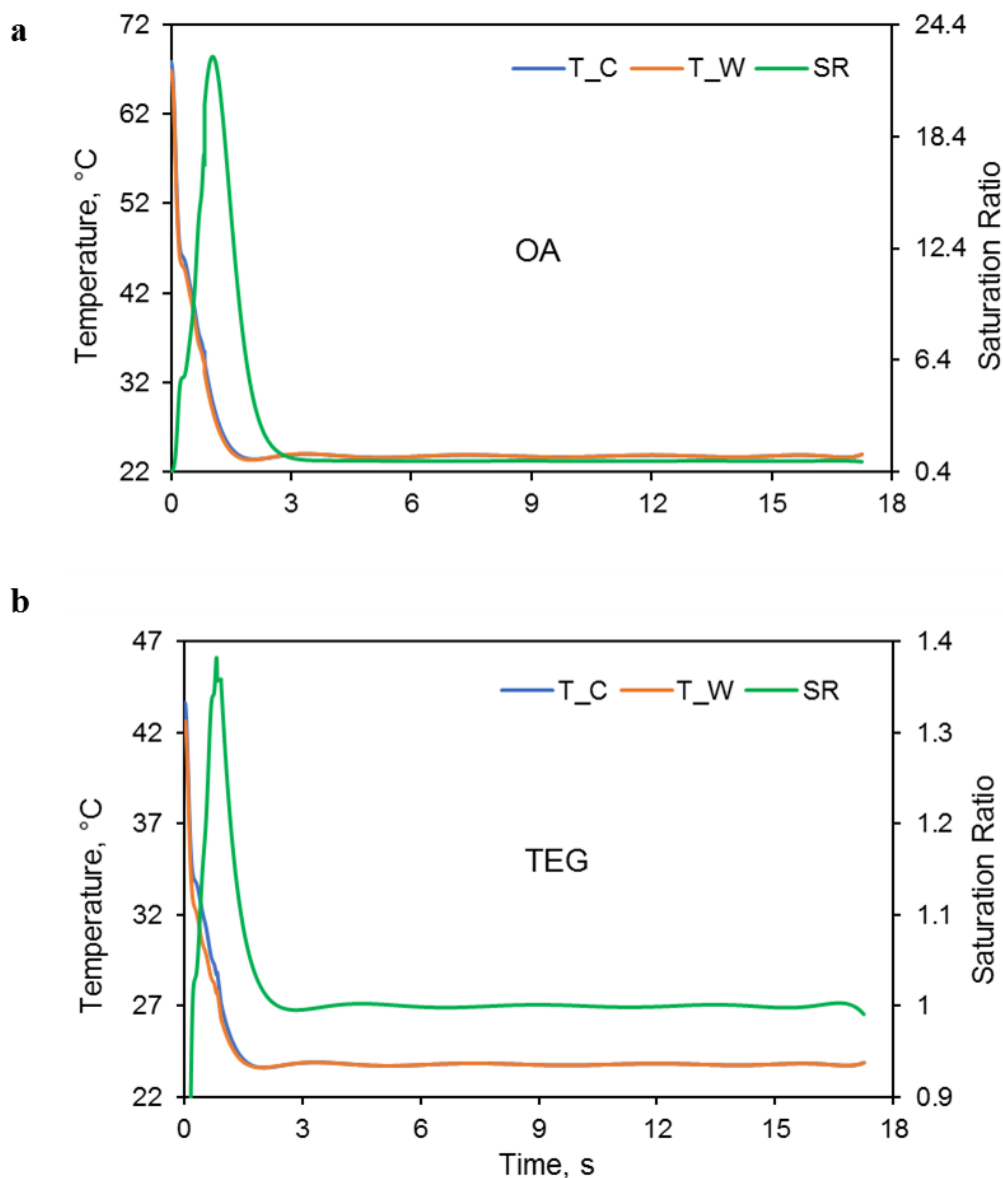 a
72
62
52
42
32
22
Temperature, °C
T_C T_W SR
OA
24.4
18.4
12.4
6.4
0.4
Saturation Ratio
0 3 6 9 12 15 18
b
47
42
37
32
27
22
Temperature, °C
T_C T_W SR
TEG
1.4
1.3
1.2
1.1
1
0.9
Saturation Ratio
0 3 6 9 12 15 18
Time, s